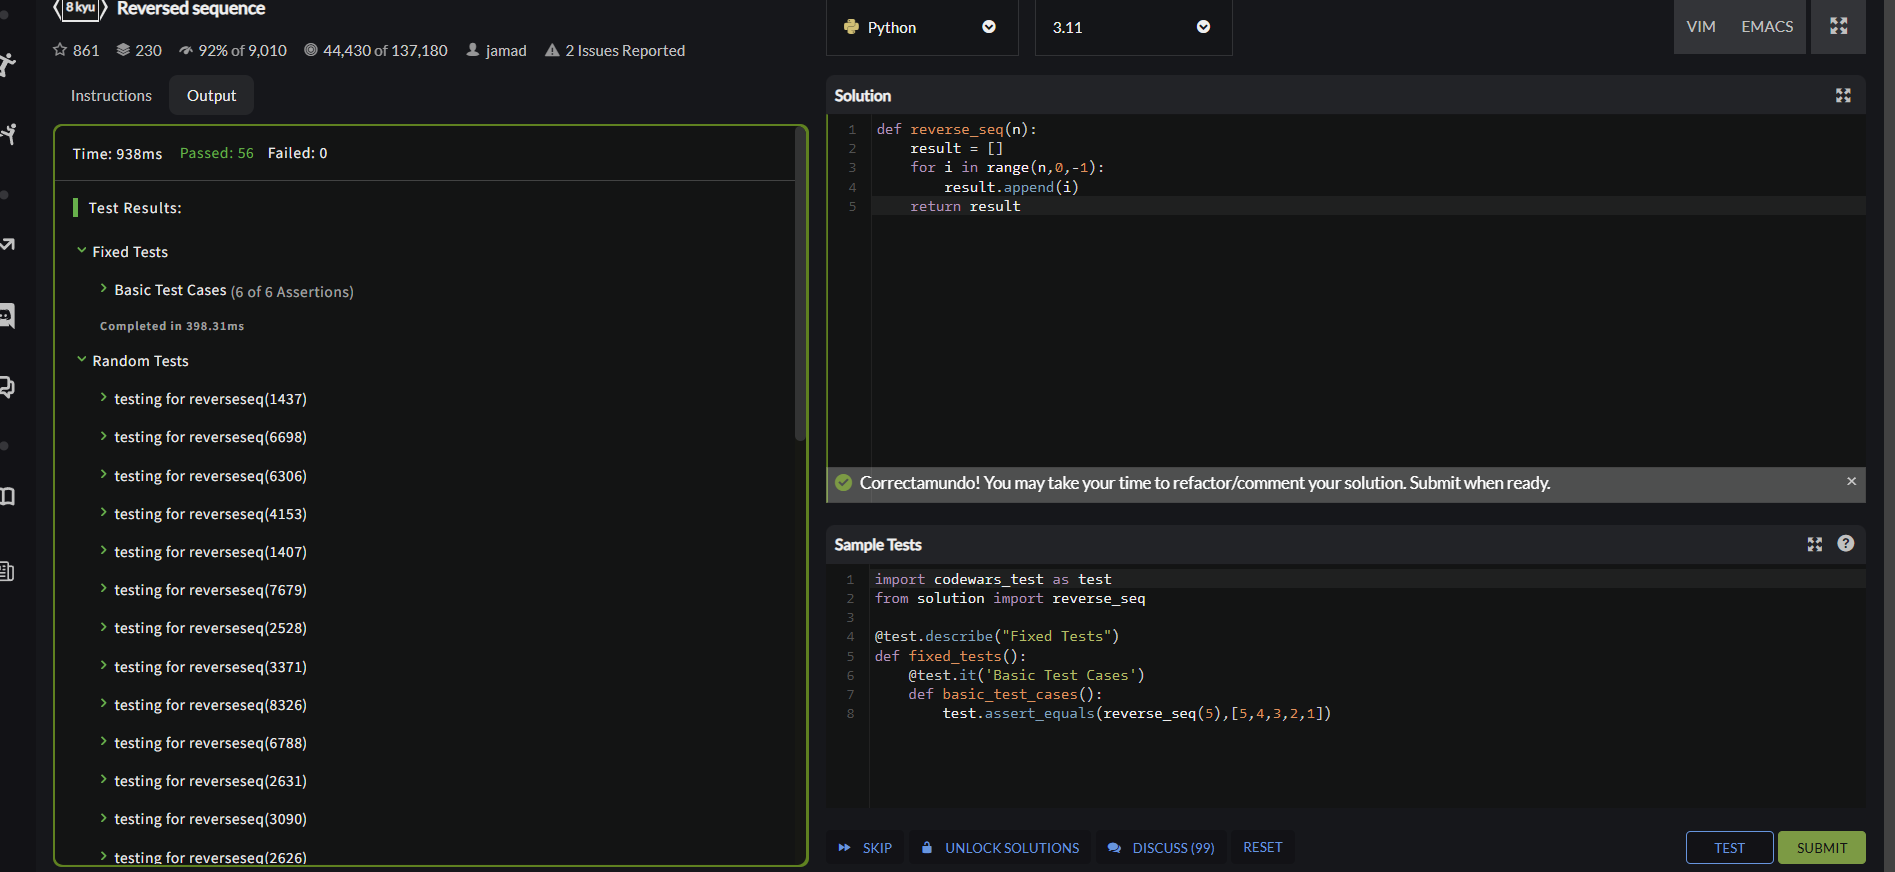 8 kyu Reversed sequence
861 230 92% of 9,010 44,430 of 137,180 jamad 2 Issues Reported
Instructions Output
Time: 938ms Passed: 56 Failed: 0
Test Results:
Fixed Tests
Basic Test Cases (6 of 6 Assertions)
Completed in 398.31ms
Random Tests
testing for reverseseq(1437)
testing for reverseseq(6698)
testing for reverseseq(6306)
testing for reverseseq(4153)
testing for reverseseq(1407)
testing for reverseseq(7679)
testing for reverseseq(2528)
testing for reverseseq(3371)
testing for reverseseq(8326)
testing for reverseseq(6788)
testing for reverseseq(2631)
testing for reverseseq(3090)
testing for reverseseq(2626)
Python 3.11 VIM EMACS
Solution
1 def reverse_seq(n):
2     result = []
3     for i in range(n,0,-1):
4         result.append(i)
5     return result
Correctamundo! You may take your time to refactor/comment your solution. Submit when ready. ×
Sample Tests ?
1 import codewars_test as test
2 from solution import reverse_seq
3
4 @test.describe("Fixed Tests")
5 def fixed_tests():
6     @test.it('Basic Test Cases')
7     def basic_test_cases():
8         test.assert_equals(reverse_seq(5),[5,4,3,2,1])
SKIP UNLOCK SOLUTIONS DISCUSS (99) RESET TEST SUBMIT